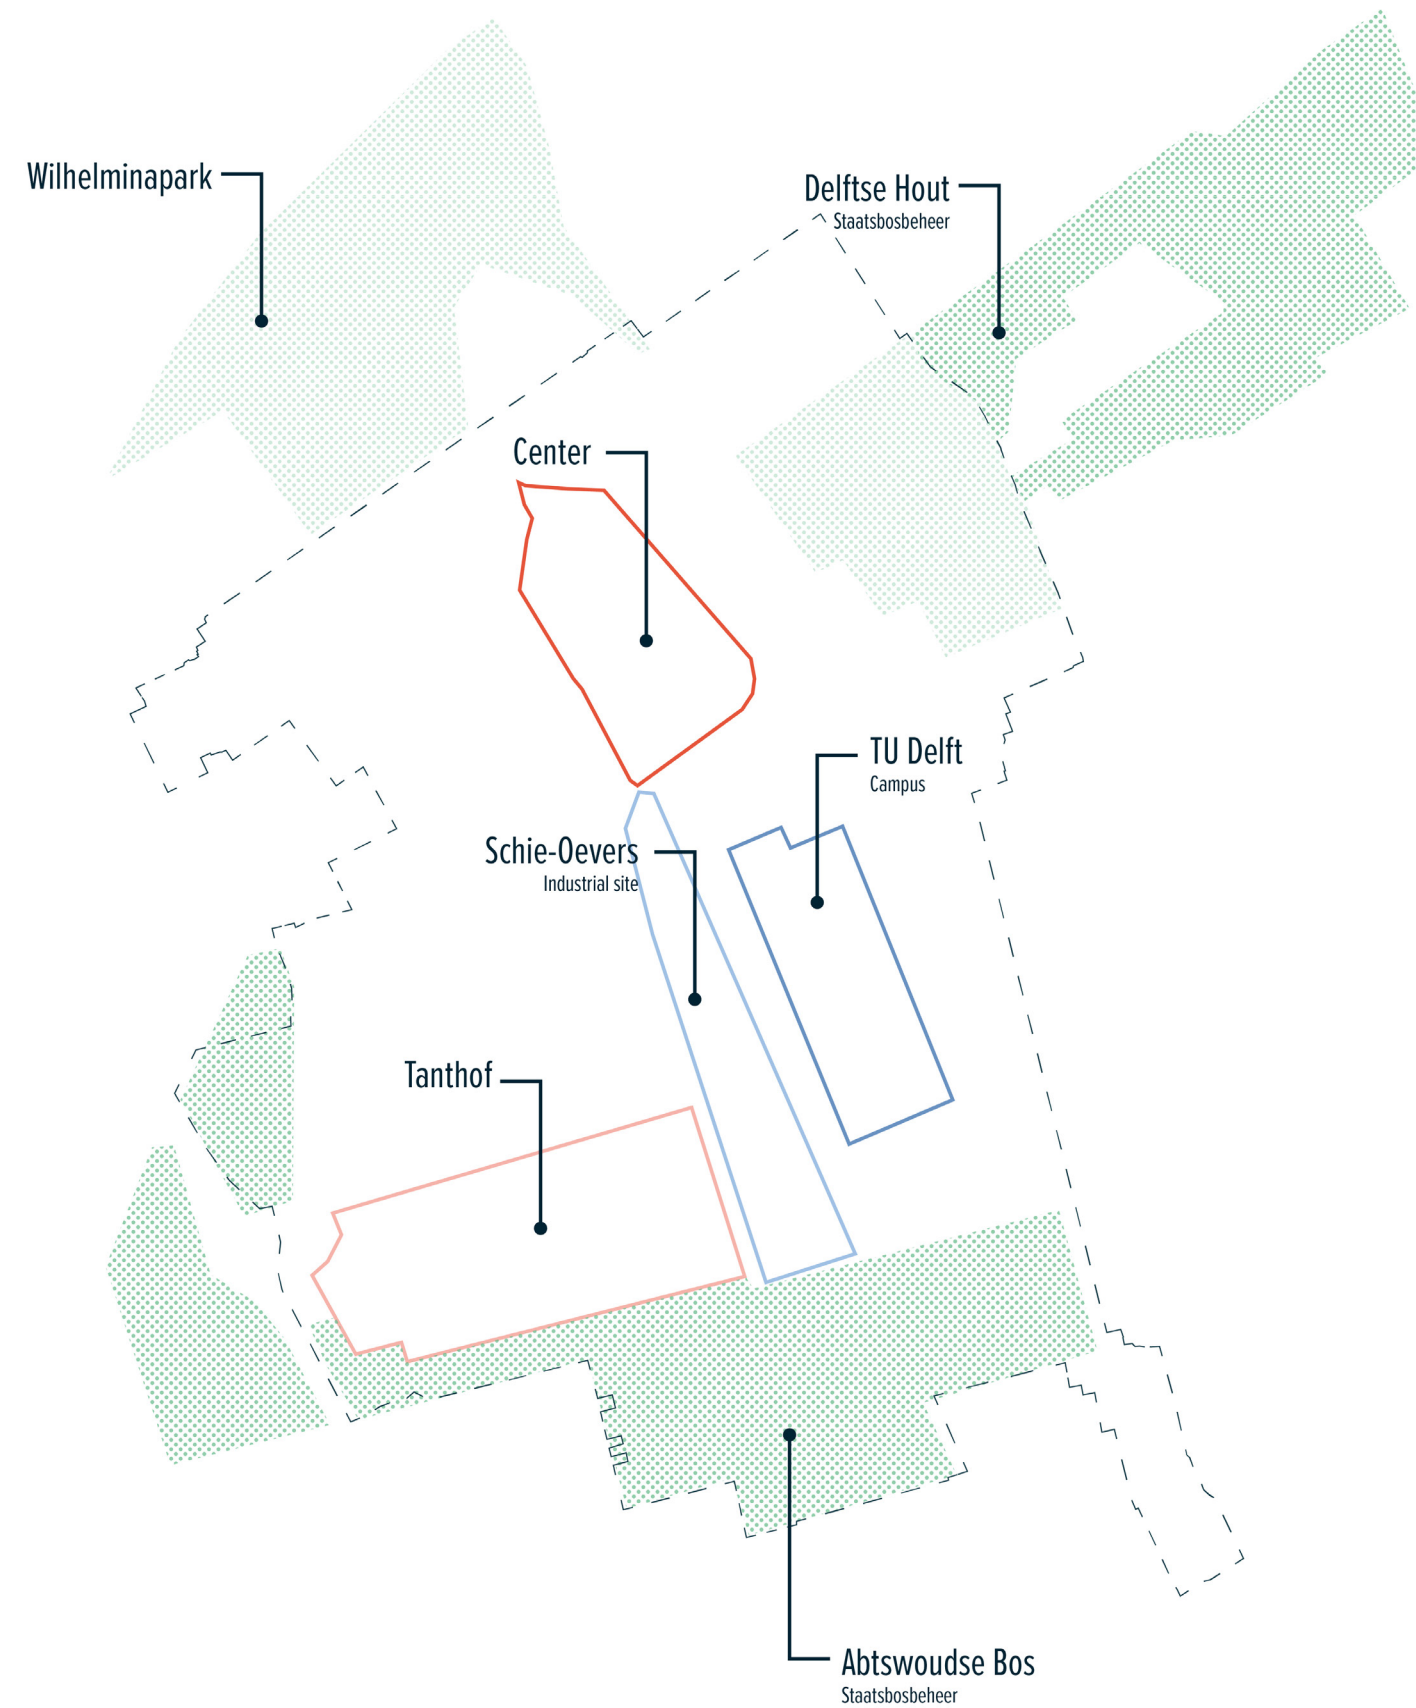 Wilhelminapark
Delftse Hout
Staatsbosbeheer
Center
TU Delft
Campus
Schie-Oevers
Industrial site
Tanthof
Abtswoudse Bos
Staatsbosbeheer